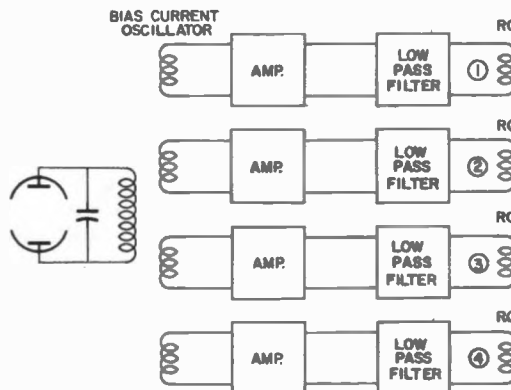 BIAS CURRENT
OSCILLATOR
AMP.
LOW
PASS
FILTER
①
AMP.
LOW
PASS
FILTER
②
AMP.
LOW
PASS
FILTER
③
AMP.
LOW
PASS
FILTER
④